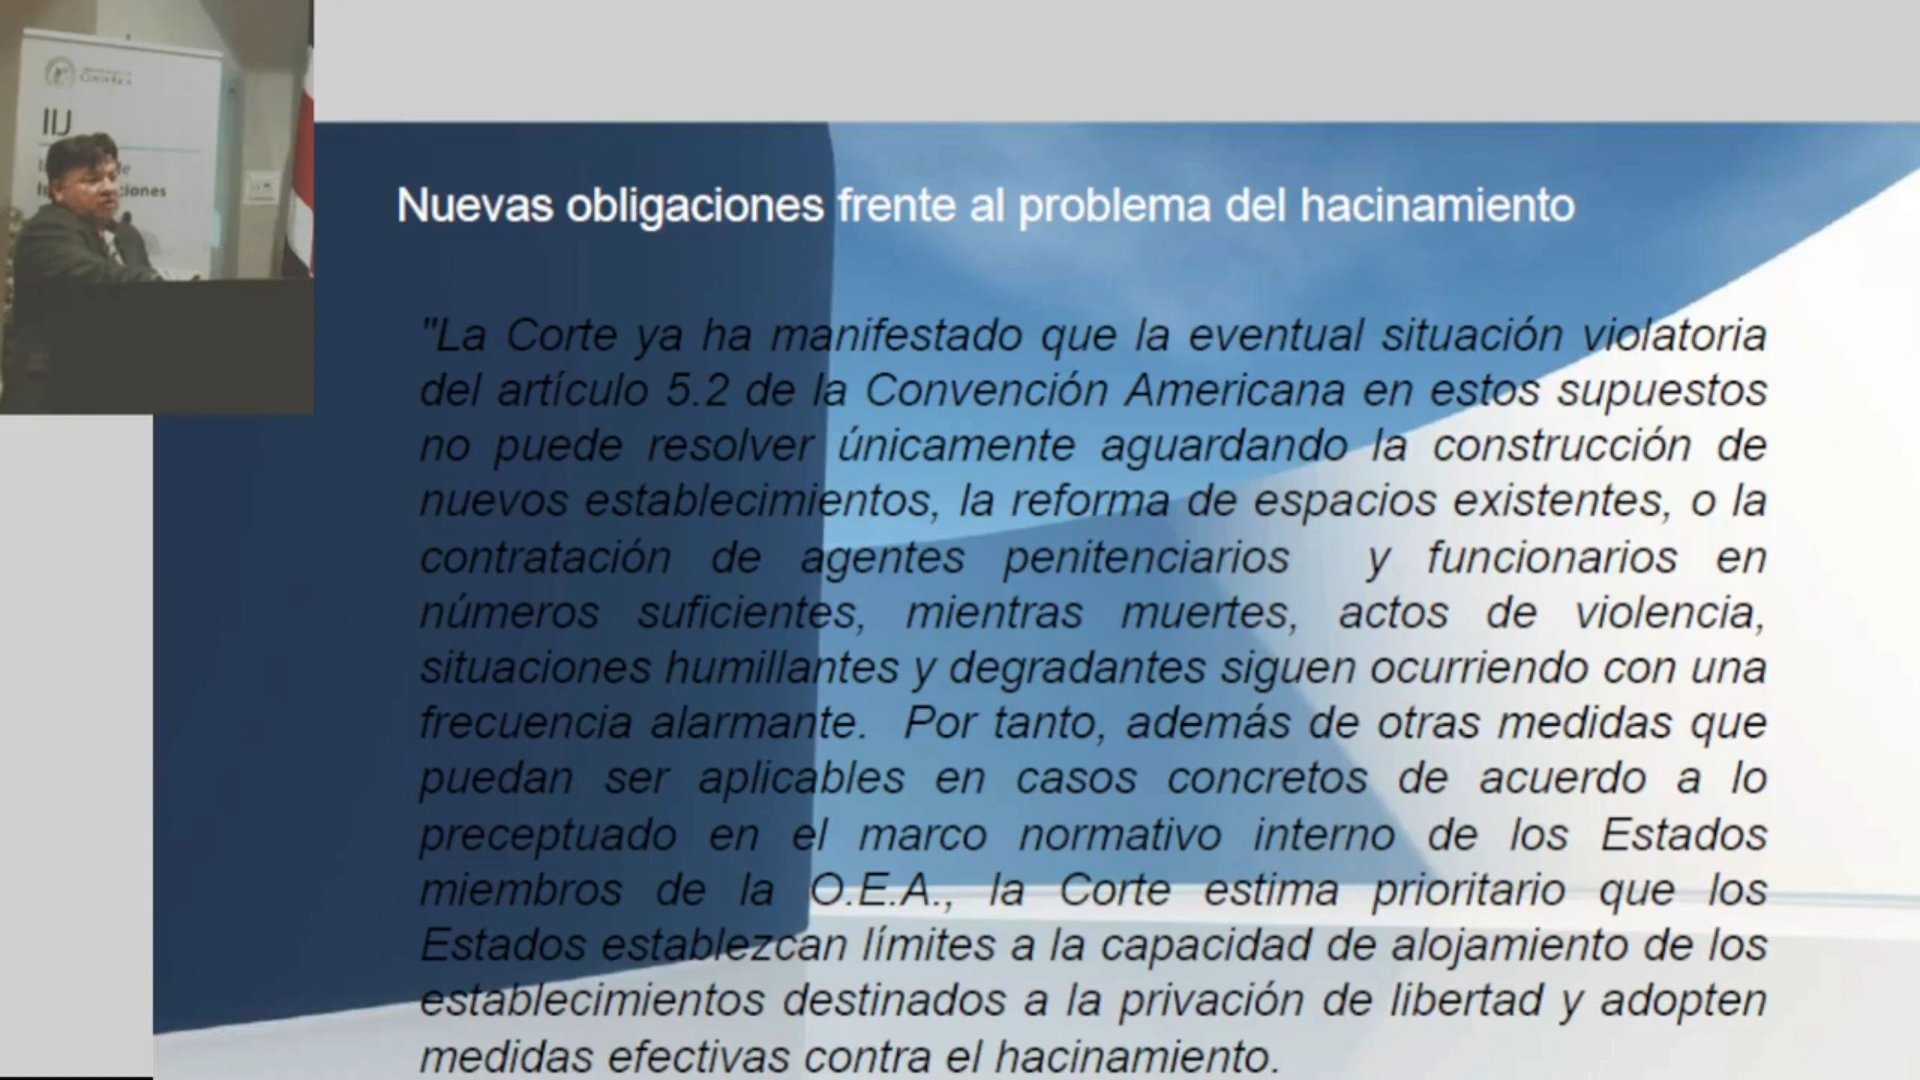 COSTA RICA
IIJ
de
ciones
Nuevas obligaciones frente al problema del hacinamiento
"La Corte ya ha manifestado que la eventual situación violatoria
del artículo 5.2 de la Convención Americana en estos supuestos
no puede resolver únicamente aguardando la construcción de
nuevos establecimientos, la reforma de espacios existentes, o la
contratación de agentes penitenciarios y funcionarios en
números suficientes, mientras muertes, actos de violencia,
situaciones humillantes y degradantes siguen ocurriendo con una
frecuencia alarmante. Por tanto, además de otras medidas que
puedan ser aplicables en casos concretos de acuerdo a lo
preceptuado en el marco normativo interno de los Estados
miembros de la O.E.A., la Corte estima prioritario que los
Estados establezcan límites a la capacidad de alojamiento de los
establecimientos destinados a la privación de libertad y adopten
medidas efectivas contra el hacinamiento.